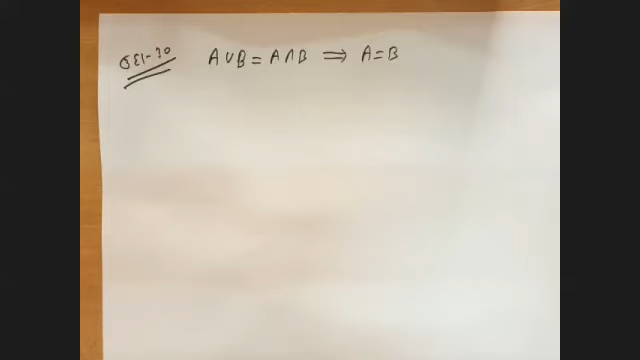 A∪B = A∩B ⟹ A=B